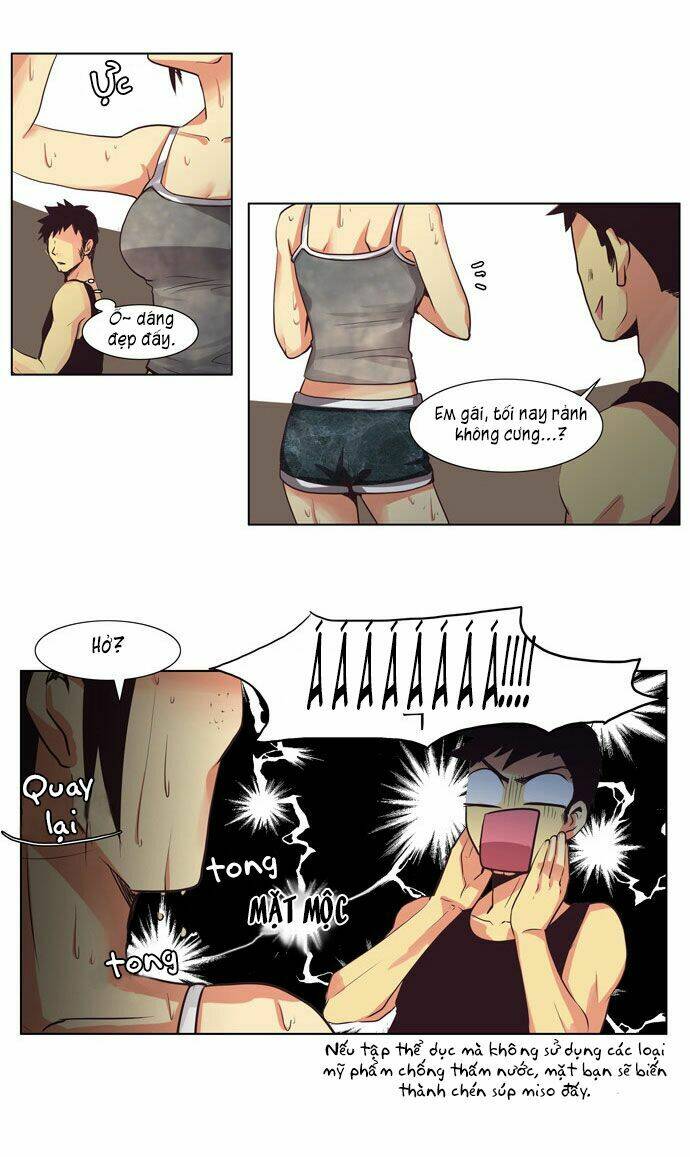 ỰC
Ồ~ dáng
đẹp đấy.
Em gái, tối nay rảnh
không cưng...?
Hở?
ÁÁÁÁÁÁÁÁ!!!!
Quay
lại
tong
MẶT MỘC
tong
Nếu tập thể dục mà không sử dụng các loại
mỹ phẩm chống thấm nước, mặt bạn sẽ biến
thành chén súp miso đấy.